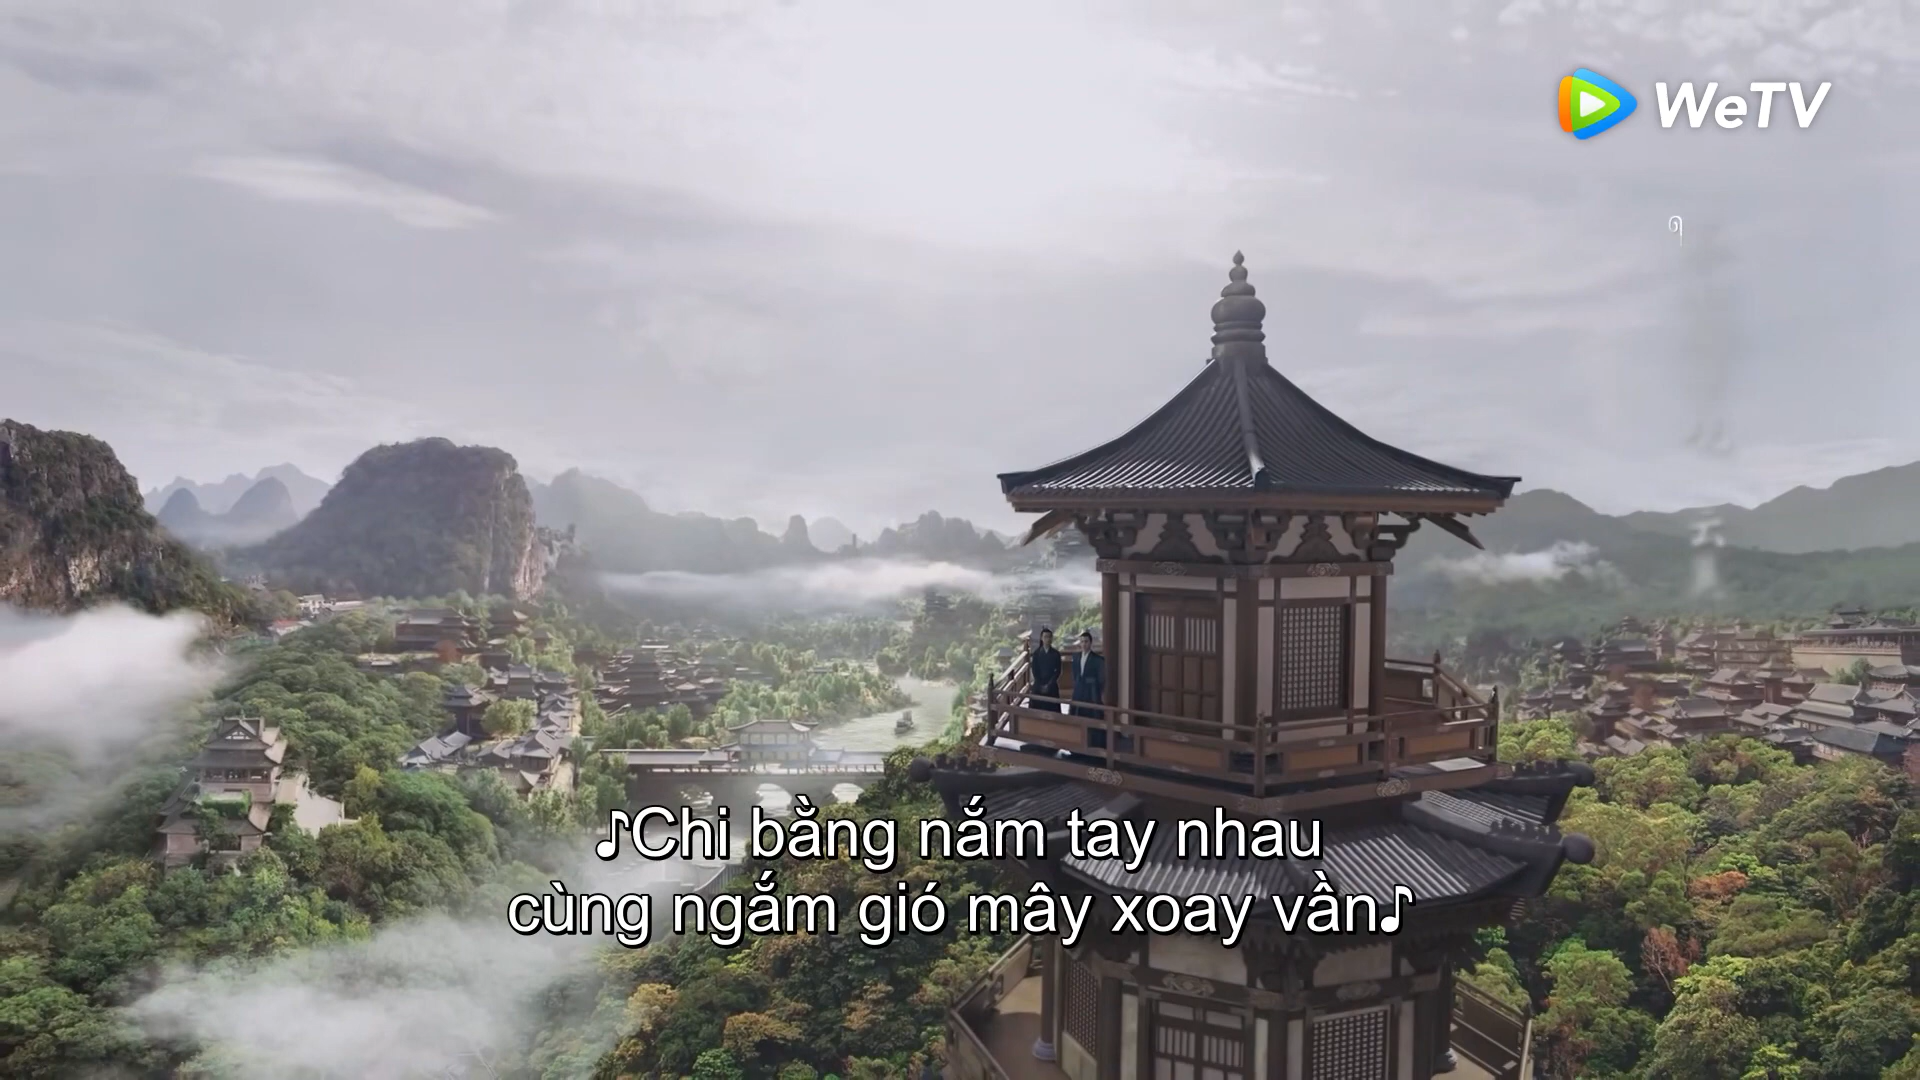 WeTV
♪Chi bằng nắm tay nhau
cùng ngắm gió mây xoay vần♪